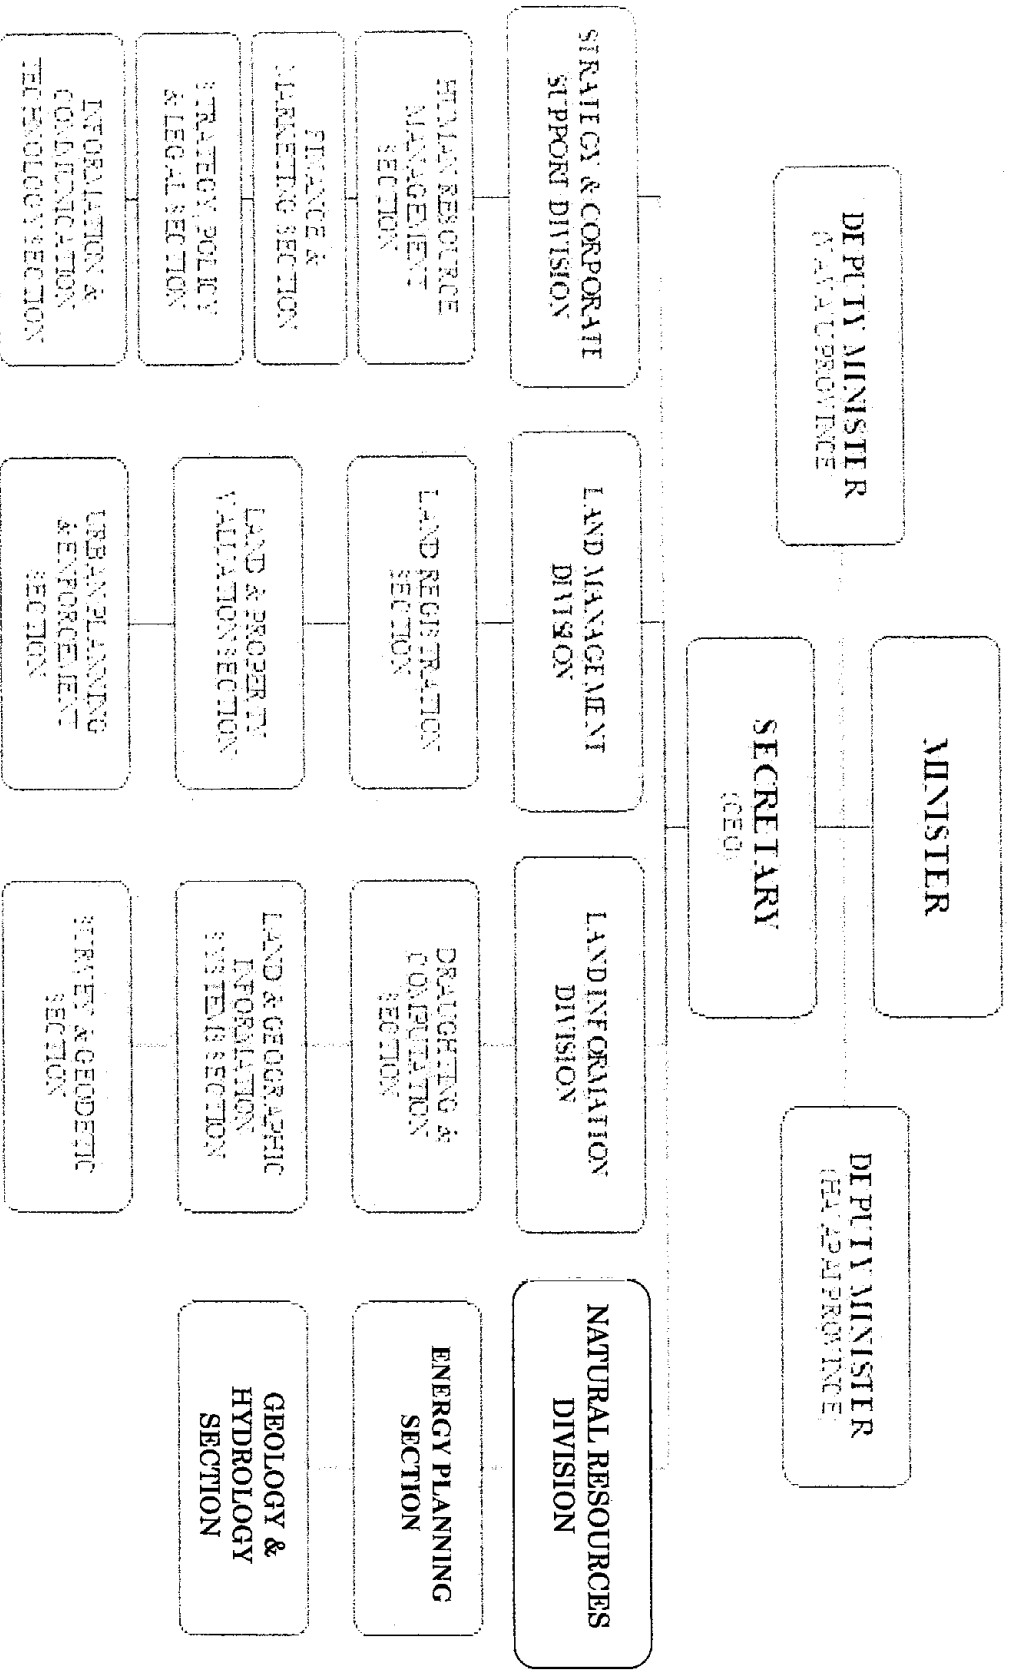 MINISTER
DEPUTY MINISTER
DEPUTY MINISTER
SECRETARY
(CEO)
STRATEGY & CORPORATE
SUPPORT DIVISION
LAND MANAGEMENT
DIVISION
LAND INFORMATION
DIVISION
NATURAL RESOURCES
DIVISION
HUMAN RESOURCE
MANAGEMENT
SECTION
FINANCE &
MARKETING SECTION
STRATEGY, POLICY
& LEGAL SECTION
INFORMATION &
COMMUNICATION
TECHNOLOGY SECTION
LAND REGISTRATION
SECTION
LAND & PROPERTY
VALUATION SECTION
URBAN PLANNING
& ENFORCEMENT
SECTION
DRAUGHTING &
COMPUTATION
SECTION
LAND & GEOGRAPHIC
INFORMATION
SYSTEMS SECTION
SURVEY & GEODETIC
SECTION
ENERGY PLANNING
SECTION
GEOLOGY &
HYDROLOGY
SECTION